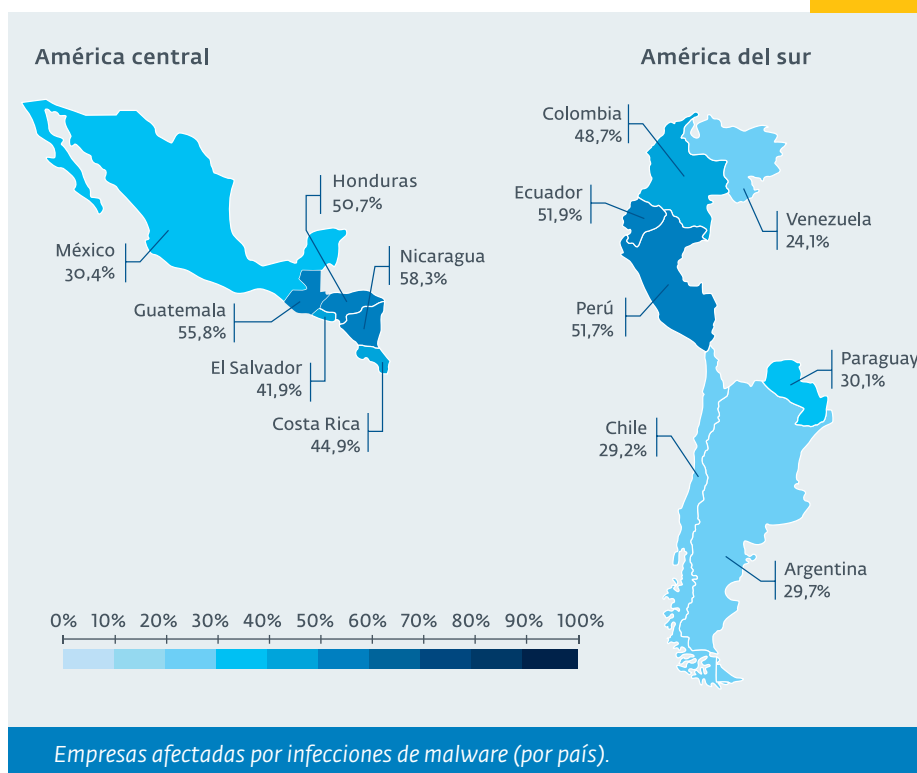 América central
América del sur
Colombia
48,7%
Honduras
50,7%
Ecuador
51,9%
Venezuela
24,1%
México
30,4%
Nicaragua
58,3%
Guatemala
55,8%
Perú
51,7%
El Salvador
41,9%
Paraguay
30,1%
Costa Rica
44,9%
Chile
29,2%
Argentina
29,7%
0% 10% 20% 30% 40% 50% 60% 70% 80% 90% 100%
Empresas afectadas por infecciones de malware (por país).